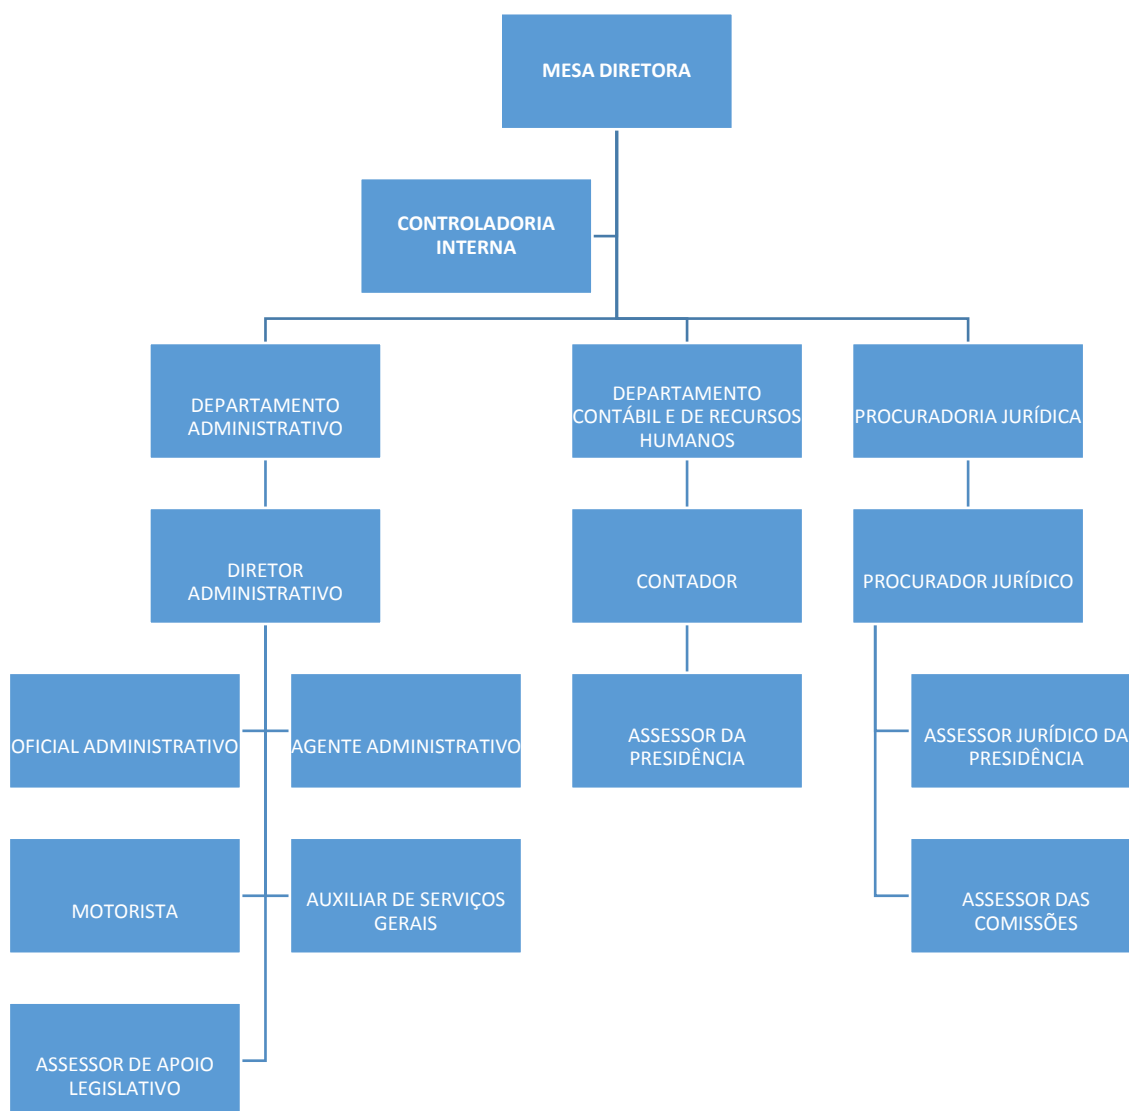 MESA DIRETORA
CONTROLADORIA
INTERNA
DEPARTAMENTO
ADMINISTRATIVO
DEPARTAMENTO
CONTÁBIL E DE RECURSOS
HUMANOS
PROCURADORIA JURÍDICA
DIRETOR
ADMINISTRATIVO
CONTADOR
PROCURADOR JURÍDICO
OFICIAL ADMINISTRATIVO
AGENTE ADMINISTRATIVO
ASSESSOR DA
PRESIDÊNCIA
ASSESSOR JURÍDICO DA
PRESIDÊNCIA
MOTORISTA
AUXILIAR DE SERVIÇOS
GERAIS
ASSESSOR DAS
COMISSÕES
ASSESSOR DE APOIO
LEGISLATIVO